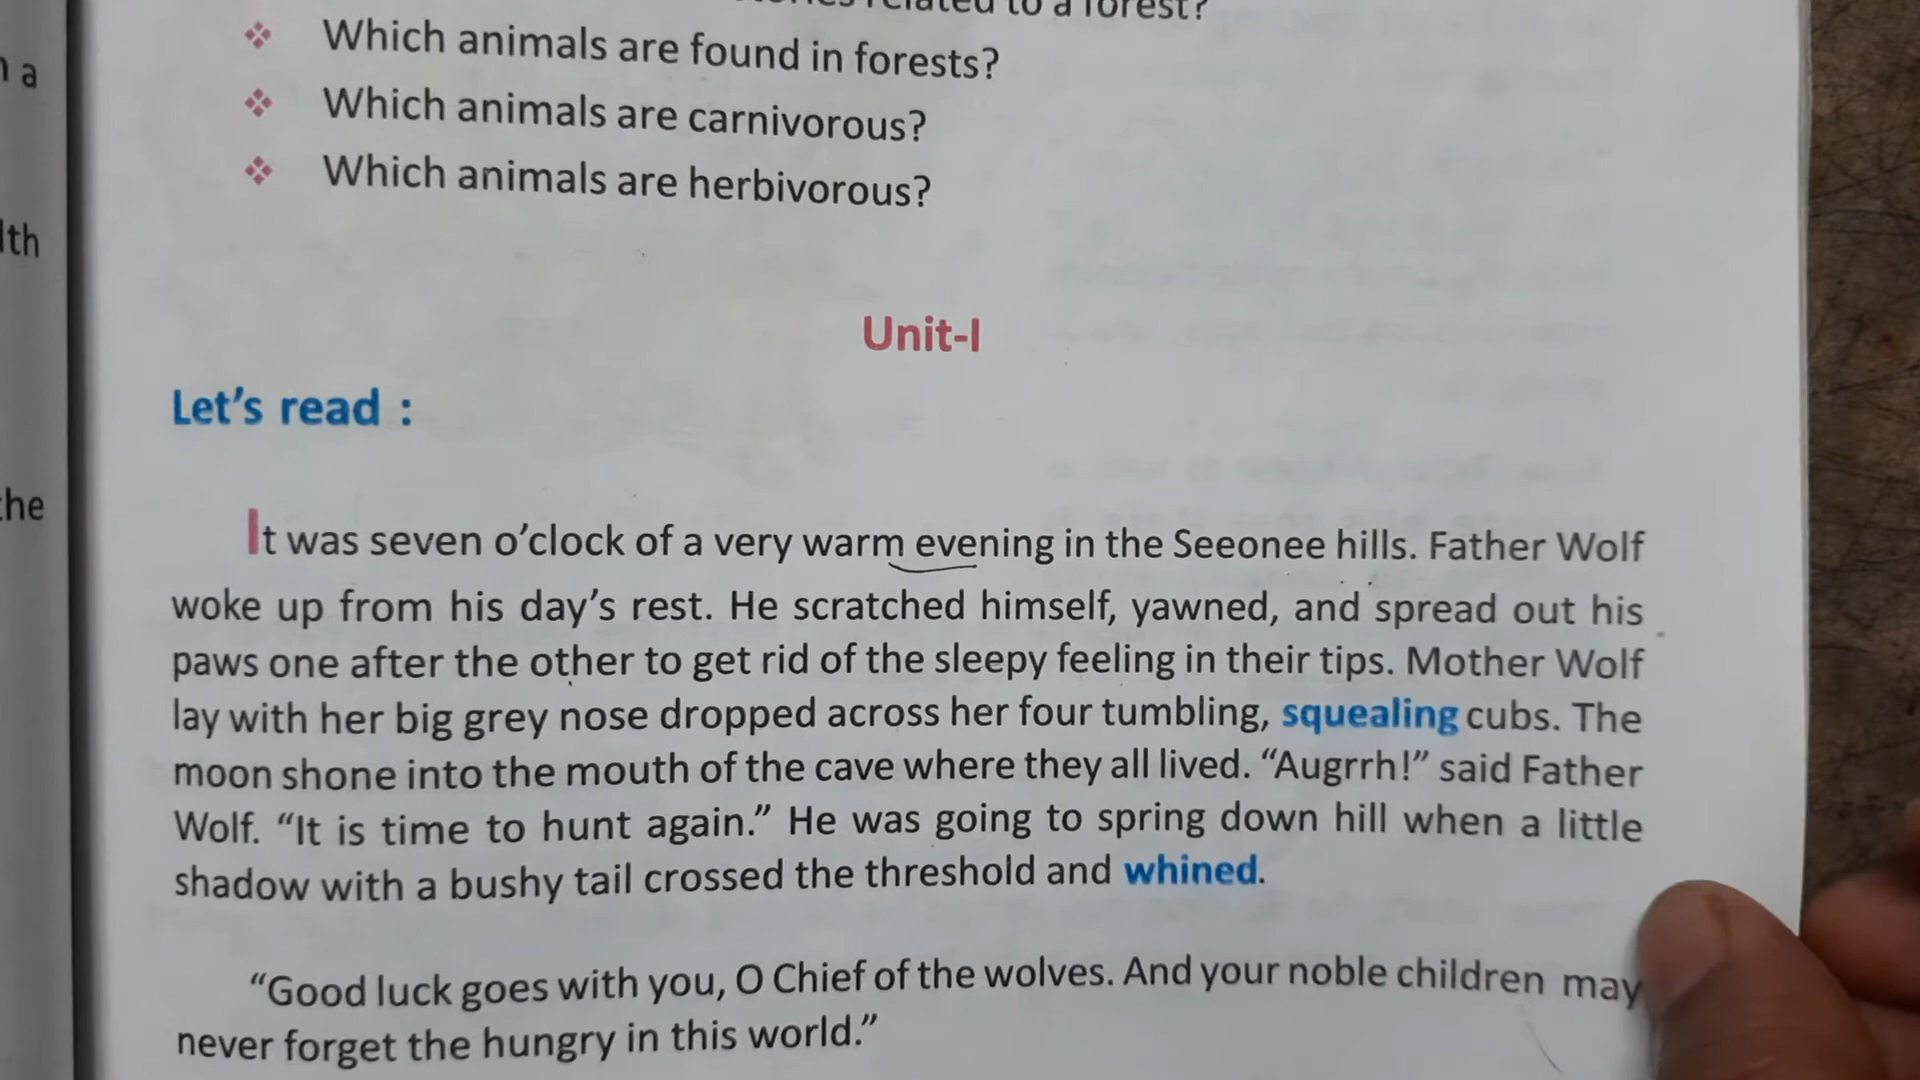 related to a forest?
Which animals are found in forests?
Which animals are carnivorous?
Which animals are herbivorous?
Unit-I
Let's read :
It was seven o'clock of a very warm evening in the Seeonee hills. Father Wolf
woke up from his day's rest. He scratched himself, yawned, and spread out his
paws one after the other to get rid of the sleepy feeling in their tips. Mother Wolf
lay with her big grey nose dropped across her four tumbling, squealing cubs. The
moon shone into the mouth of the cave where they all lived. “Augrrh!” said Father
Wolf. “It is time to hunt again.” He was going to spring down hill when a little
shadow with a bushy tail crossed the threshold and whined.
“Good luck goes with you, O Chief of the wolves. And your noble children may
never forget the hungry in this world.”